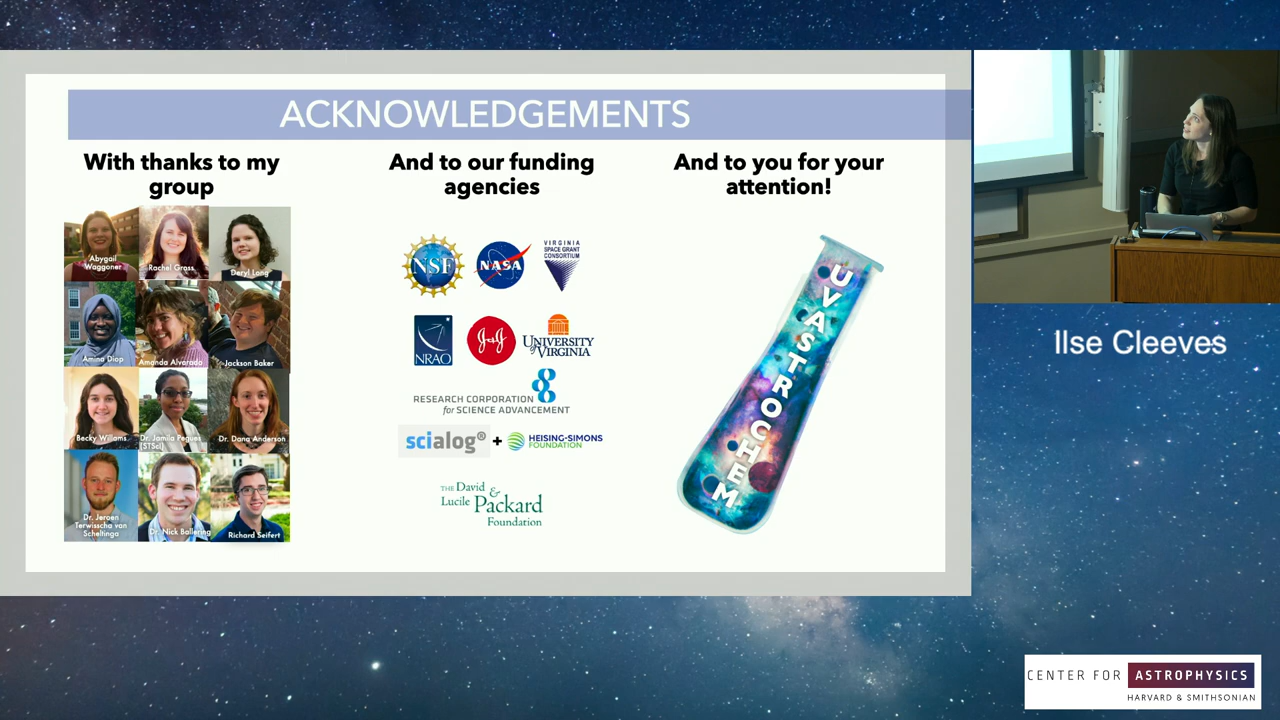 ACKNOWLEDGEMENTS
With thanks to my
group
Abygail
Waggoner
Rachel Gross
Deryl Long
Amina Diop
Amanda Alvarado
Jackson Baker
Becky Williams
Dr. Jamila Pegues
(STScI)
Dr. Dana Anderson
Dr. Jeroen
Terwisscha van
Scheltinga
Dr. Nick Ballering
Richard Seifert
And to our funding
agencies
NSF
NASA
VIRGINIA
SPACE GRANT
CONSORTIUM
NRAO
J&J
UNIVERSITY
of VIRGINIA
RESEARCH CORPORATION
for SCIENCE ADVANCEMENT
scialog® + HEISING-SIMONS
FOUNDATION
THE David &
Lucile Packard
Foundation
And to you for your
attention!
UVASTROCHEM
Ilse Cleeves
CENTER FOR ASTROPHYSICS
HARVARD & SMITHSONIAN